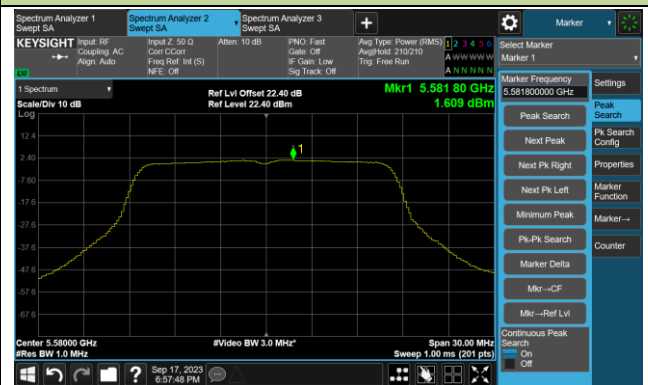 Spectrum Analyzer 1
Swept SA
Spectrum Analyzer 2
Swept SA
Spectrum Analyzer 3
Swept SA
+
Marker
KEYSIGHT
Input: RF
Coupling: AC
Align: Auto
Input Z: 50 Ω
Corr CCorr
Freq Ref: Int (S)
NFE: Off
Atten: 10 dB
PNO: Fast
Gate: Off
IF Gain: Low
Sig Track: Off
Avg Type: Power (RMS)
Avg|Hold: 210/210
Trig: Free Run
1 2 3 4 5 6
A W W W W W
A N N N N N
Select Marker
Marker 1
1 Spectrum
Scale/Div 10 dB
Log
Ref Lvl Offset 22.40 dB
Ref Level 22.40 dBm
Mkr1 5.581 80 GHz
1.609 dBm
1
12.4
2.40
-7.60
-17.6
-27.6
-37.6
-47.6
-57.6
-67.6
Center 5.58000 GHz
#Res BW 1.0 MHz
#Video BW 3.0 MHz*
Span 30.00 MHz
Sweep 1.00 ms (201 pts)
Marker Frequency
5.581800000 GHz
Peak Search
Next Peak
Next Pk Right
Next Pk Left
Minimum Peak
Pk-Pk Search
Marker Delta
Mkr→CF
Mkr→Ref Lvl
Continuous Peak
Search
On
Off
Settings
Peak
Search
Pk Search
Config
Properties
Marker
Function
Marker→
Counter
?
Sep 17, 2023
6:57:48 PM